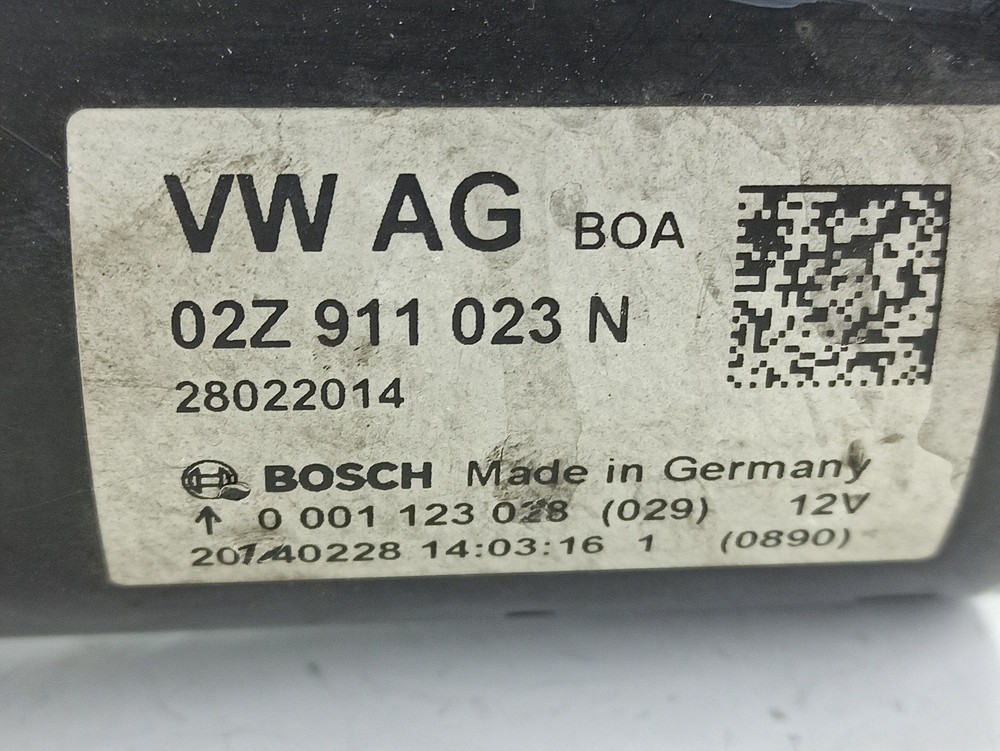 VW AG BOA
02Z 911 023 N
28022014
BOSCH Made in Germany
↑ 0 001 123 028 (029) 12V
20140228 14:03:16 1 (0890)